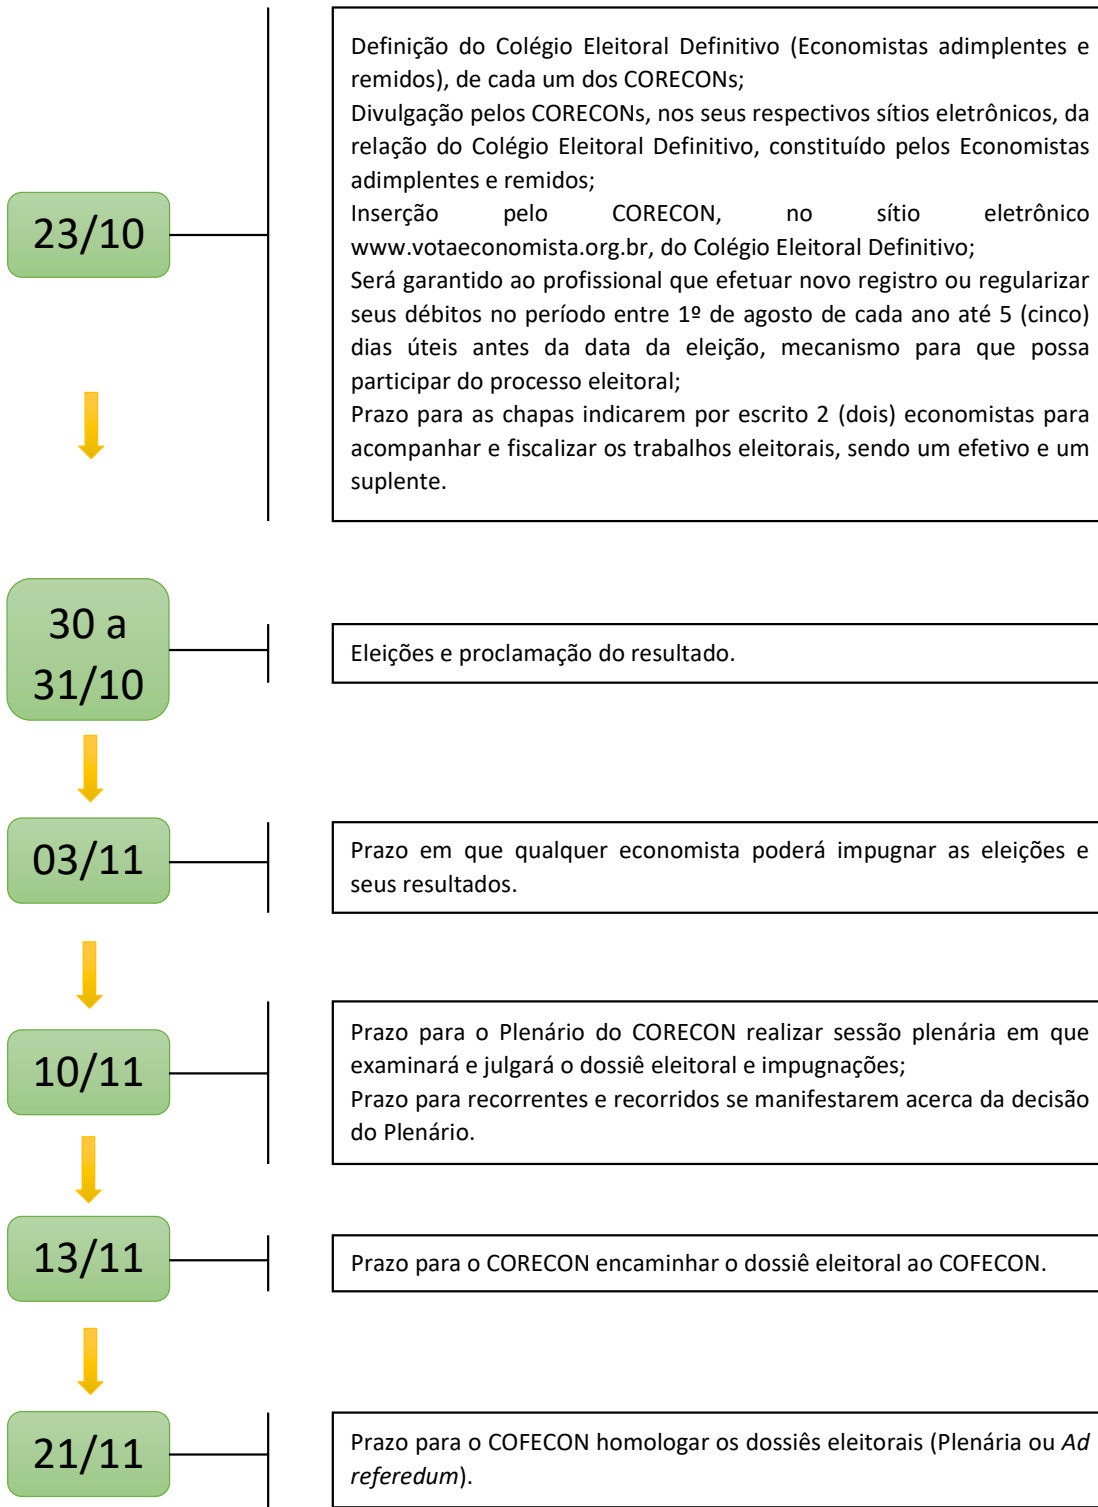 23/10
Definição do Colégio Eleitoral Definitivo (Economistas adimplentes e
remidos), de cada um dos CORECONs;
Divulgação pelos CORECONs, nos seus respectivos sítios eletrônicos, da
relação do Colégio Eleitoral Definitivo, constituído pelos Economistas
adimplentes e remidos;
Inserção pelo CORECON, no sítio eletrônico
www.votaeconomista.org.br, do Colégio Eleitoral Definitivo;
Será garantido ao profissional que efetuar novo registro ou regularizar
seus débitos no período entre 1º de agosto de cada ano até 5 (cinco)
dias úteis antes da data da eleição, mecanismo para que possa
participar do processo eleitoral;
Prazo para as chapas indicarem por escrito 2 (dois) economistas para
acompanhar e fiscalizar os trabalhos eleitorais, sendo um efetivo e um
suplente.
30 a
31/10
Eleições e proclamação do resultado.
03/11
Prazo em que qualquer economista poderá impugnar as eleições e
seus resultados.
10/11
Prazo para o Plenário do CORECON realizar sessão plenária em que
examinará e julgará o dossiê eleitoral e impugnações;
Prazo para recorrentes e recorridos se manifestarem acerca da decisão
do Plenário.
13/11
Prazo para o CORECON encaminhar o dossiê eleitoral ao COFECON.
21/11
Prazo para o COFECON homologar os dossiês eleitorais (Plenária ou Ad
referedum).